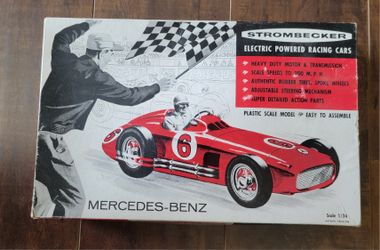 STROMBECKER
ELECTRIC POWERED RACING CARS
HEAVY DUTY MOTOR & TRANSMISSION
SCALE SPEEDS TO 600 M.P.H.
AUTHENTIC RUBBER TIRES, SPOKE WHEELS
ADJUSTABLE STEERING MECHANISM
SUPER DETAILED ACTION PARTS
PLASTIC SCALE MODEL EASY TO ASSEMBLE
6
MERCEDES-BENZ
Scale 1/24